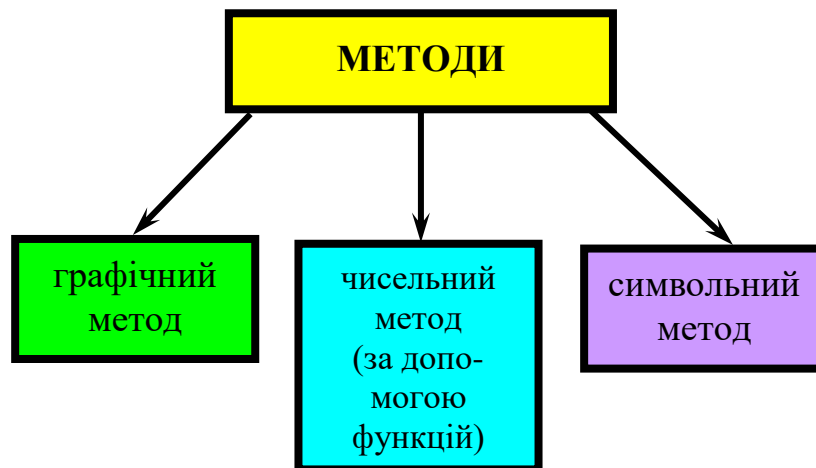 МЕТОДИ
графічний
метод
чисельний
метод
(за допо-
могою
функцій)
символьний
метод